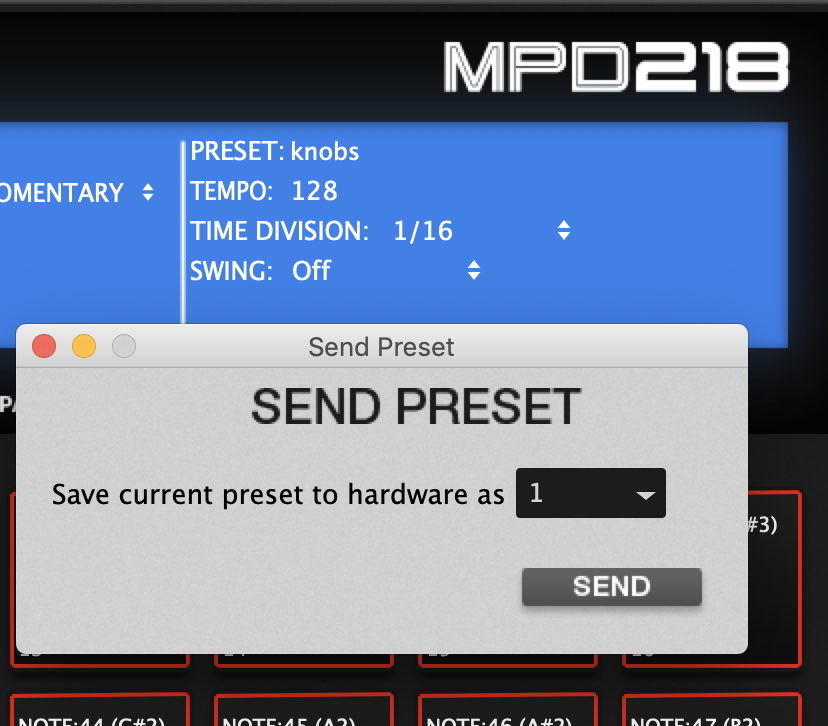 MPD218
PRESET: knobs
OMENTARY
TEMPO: 128
TIME DIVISION: 1/16
SWING: Off
Send Preset
SEND PRESET
Save current preset to hardware as 1
#3)
SEND
NOTE:44 (G#2)
NOTE:45 (A2)
NOTE:46 (A#2)
NOTE:47 (B2)